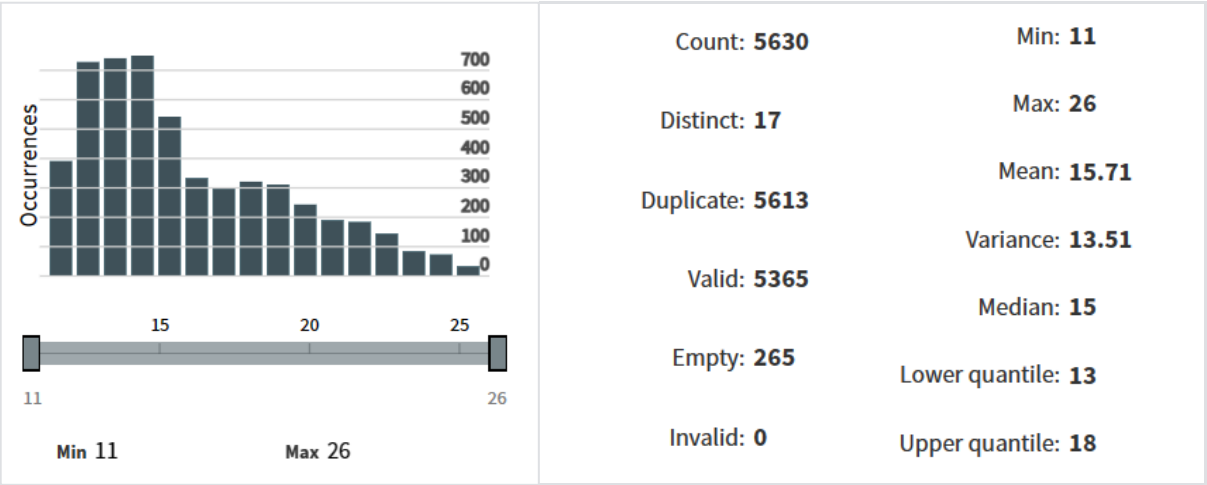 Occurrences
700
600
500
400
300
200
100
0
15 20 25
11 26
Min 11 Max 26
Count: 5630
Distinct: 17
Duplicate: 5613
Valid: 5365
Empty: 265
Invalid: 0
Min: 11
Max: 26
Mean: 15.71
Variance: 13.51
Median: 15
Lower quantile: 13
Upper quantile: 18